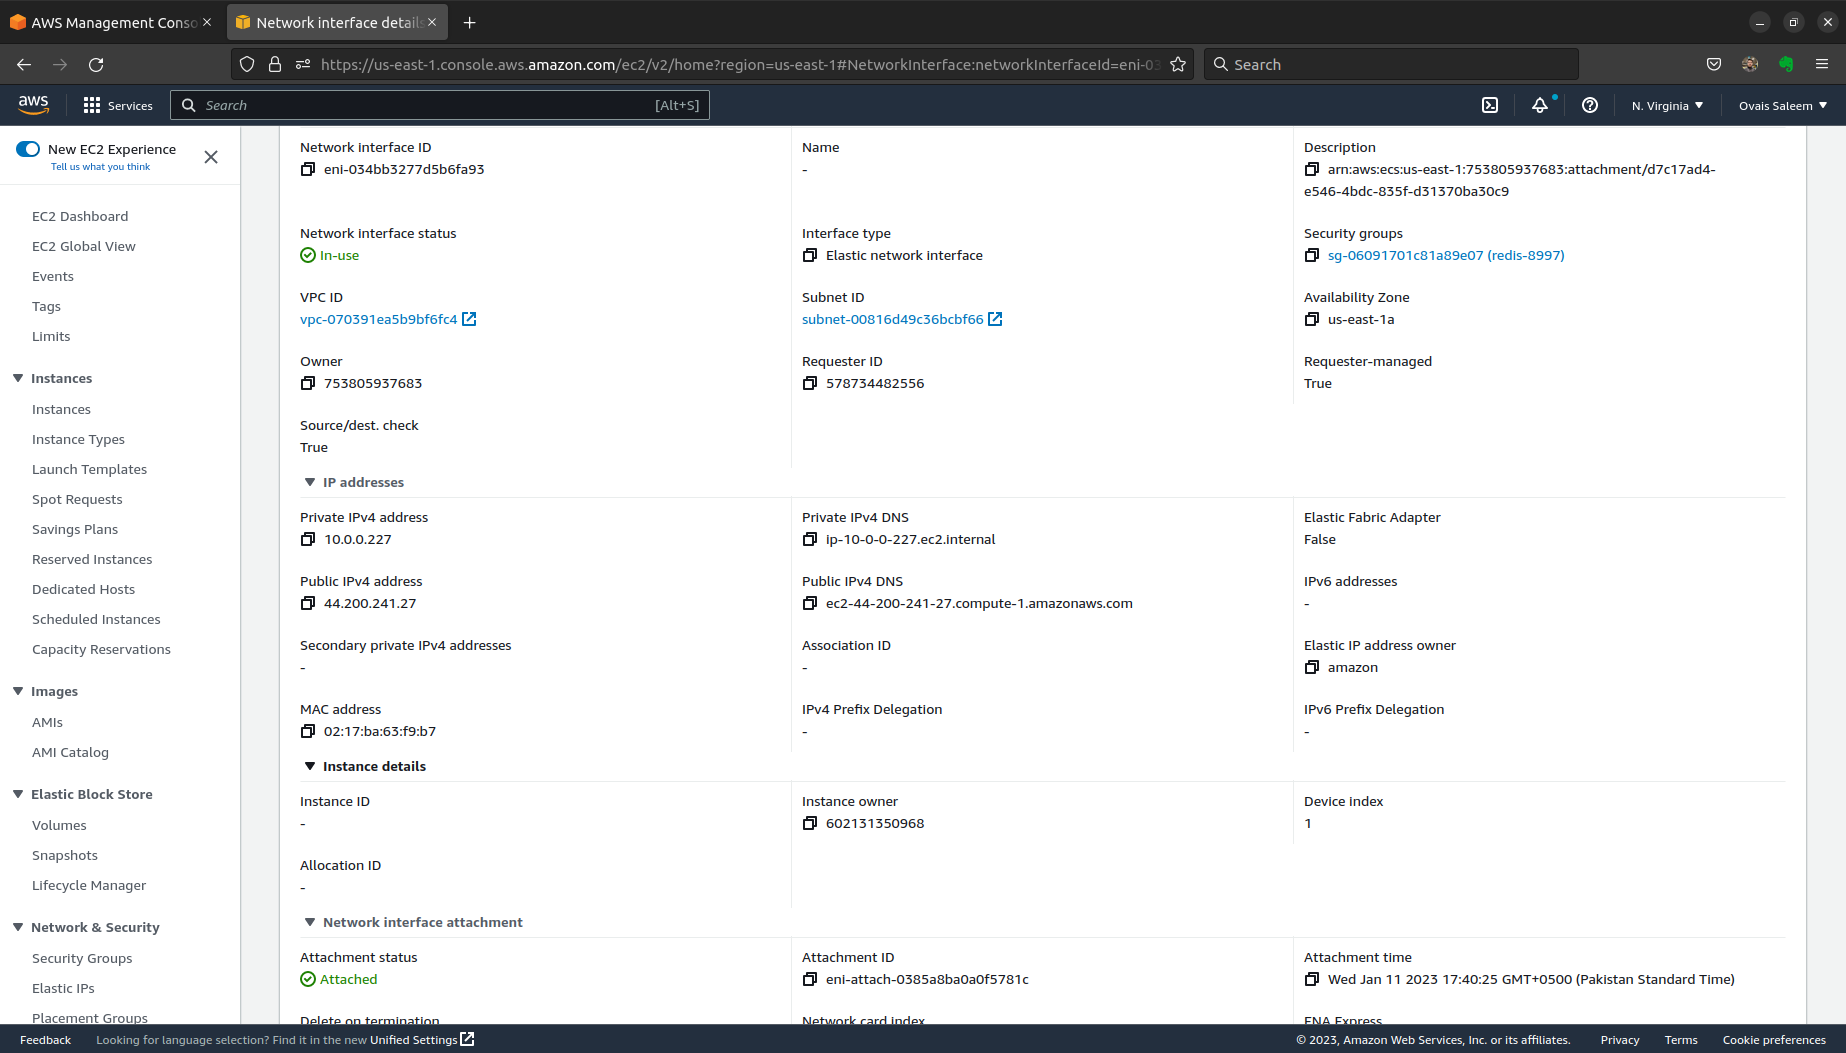 AWS Management Conso
Network interface details
https://us-east-1.console.aws.amazon.com/ec2/v2/home?region=us-east-1#NetworkInterface:networkInterfaceId=eni-03
Search
aws
Services
Search
[Alt+S]
N. Virginia
Ovais Saleem
New EC2 Experience
Tell us what you think
EC2 Dashboard
EC2 Global View
Events
Tags
Limits
Instances
Instances
Instance Types
Launch Templates
Spot Requests
Savings Plans
Reserved Instances
Dedicated Hosts
Scheduled Instances
Capacity Reservations
Images
AMIs
AMI Catalog
Elastic Block Store
Volumes
Snapshots
Lifecycle Manager
Network & Security
Security Groups
Elastic IPs
Placement Groups
Network interface ID
eni-034bb3277d5b6fa93
Name
-
Description
arn:aws:ecs:us-east-1:753805937683:attachment/d7c17ad4-
e546-4bdc-835f-d31370ba30c9
Network interface status
In-use
Interface type
Elastic network interface
Security groups
sg-06091701c81a89e07 (redis-8997)
VPC ID
vpc-070391ea5b9bf6fc4
Subnet ID
subnet-00816d49c36bcbf66
Availability Zone
us-east-1a
Owner
753805937683
Requester ID
578734482556
Requester-managed
True
Source/dest. check
True
IP addresses
Private IPv4 address
10.0.0.227
Private IPv4 DNS
ip-10-0-0-227.ec2.internal
Elastic Fabric Adapter
False
Public IPv4 address
44.200.241.27
Public IPv4 DNS
ec2-44-200-241-27.compute-1.amazonaws.com
IPv6 addresses
-
Secondary private IPv4 addresses
-
Association ID
-
Elastic IP address owner
amazon
MAC address
02:17:ba:63:f9:b7
IPv4 Prefix Delegation
-
IPv6 Prefix Delegation
-
Instance details
Instance ID
-
Instance owner
602131350968
Device index
1
Allocation ID
-
Network interface attachment
Attachment status
Attached
Attachment ID
eni-attach-0385a8ba0a0f5781c
Attachment time
Wed Jan 11 2023 17:40:25 GMT+0500 (Pakistan Standard Time)
Delete on termination
Network card index
ENA Express
Feedback
Looking for language selection? Find it in the new Unified Settings
© 2023, Amazon Web Services, Inc. or its affiliates.
Privacy
Terms
Cookie preferences